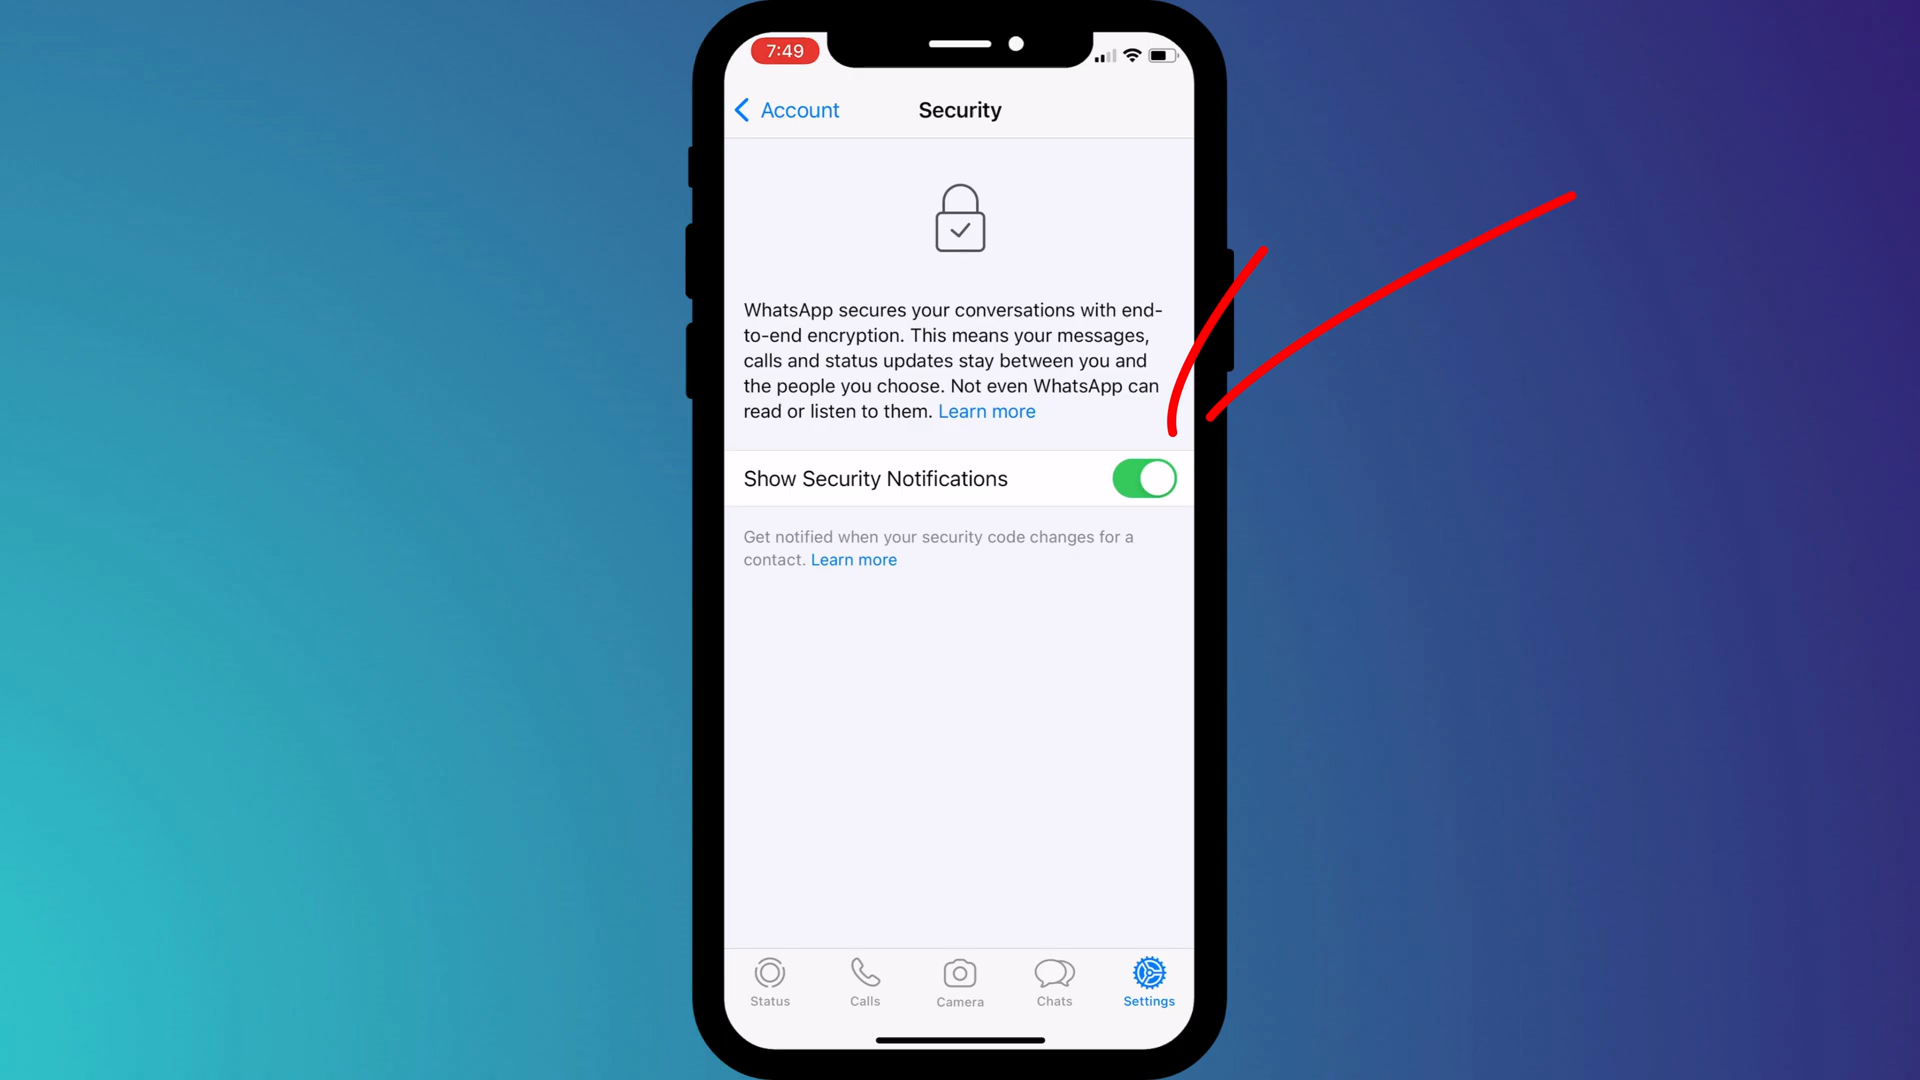 7:49
Account
Security
WhatsApp secures your conversations with end-
to-end encryption. This means your messages,
calls and status updates stay between you and
the people you choose. Not even WhatsApp can
read or listen to them. Learn more
Show Security Notifications
Get notified when your security code changes for a
contact. Learn more
Status
Calls
Camera
Chats
Settings